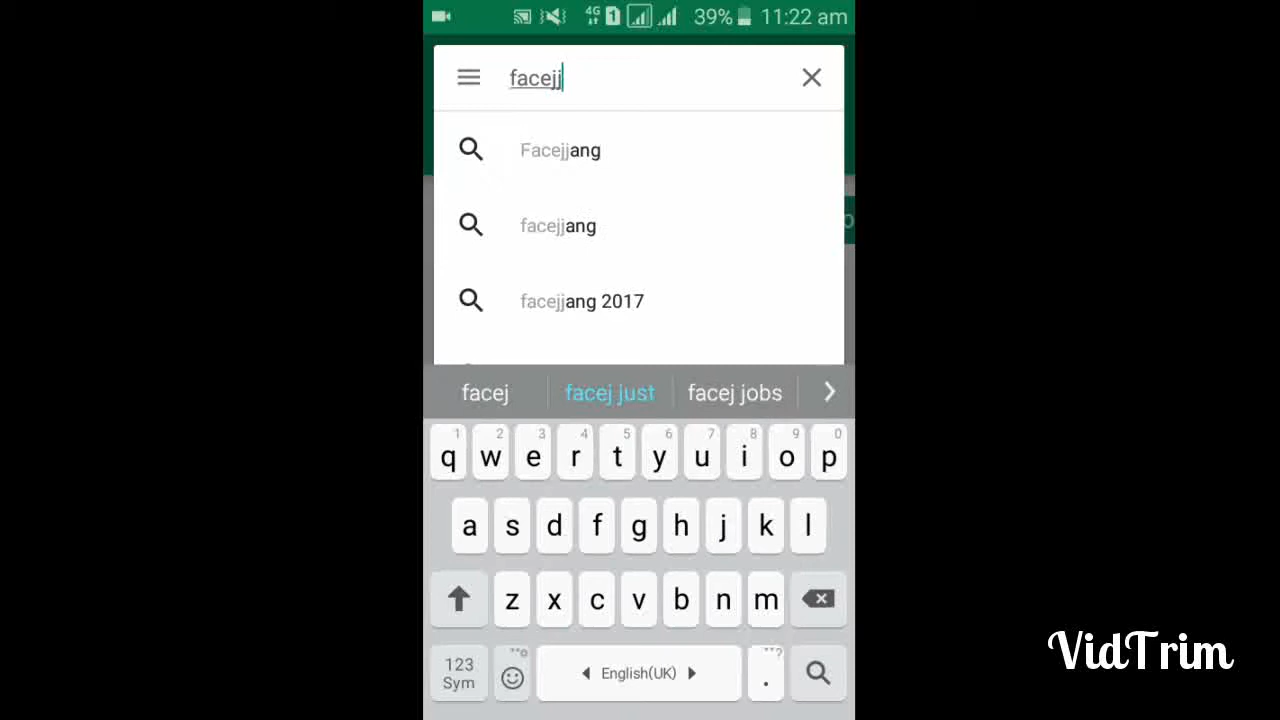 4G 1 39% 11:22 am
facejj
Facejjang
facejjang
facejjang 2017
facej facej just facej jobs
1 2 3 4 5 6 7 8 9 0
q w e r t y u i o p
a s d f g h j k l
z x c v b n m
123
Sym
English(UK)
.
VidTrim